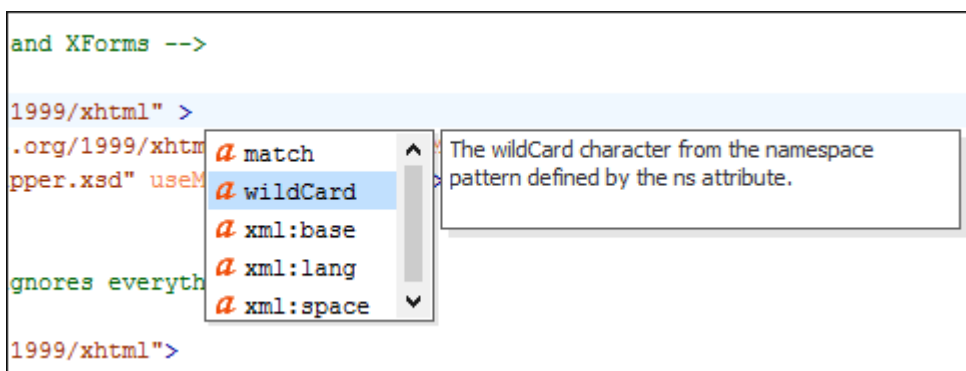 and XForms -->
1999/xhtml" >
.org/1999/xhtm
pper.xsd" useM
match
wildCard
xml:base
xml:lang
xml:space
The wildCard character from the namespace
pattern defined by the ns attribute.
gnores everyth
1999/xhtml">